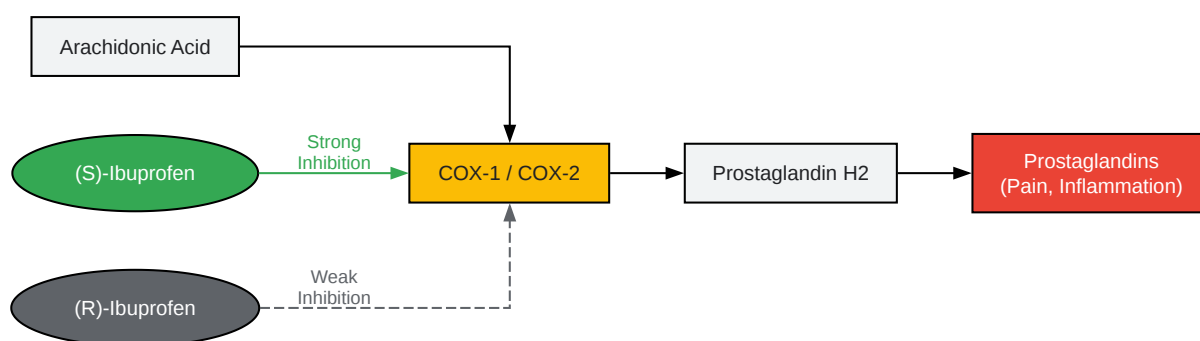 Arachidonic Acid
Strong
Inhibition
(S)-Ibuprofen
COX-1 / COX-2
Prostaglandin H2
Prostaglandins
(Pain, Inflammation)
Weak
Inhibition
(R)-Ibuprofen